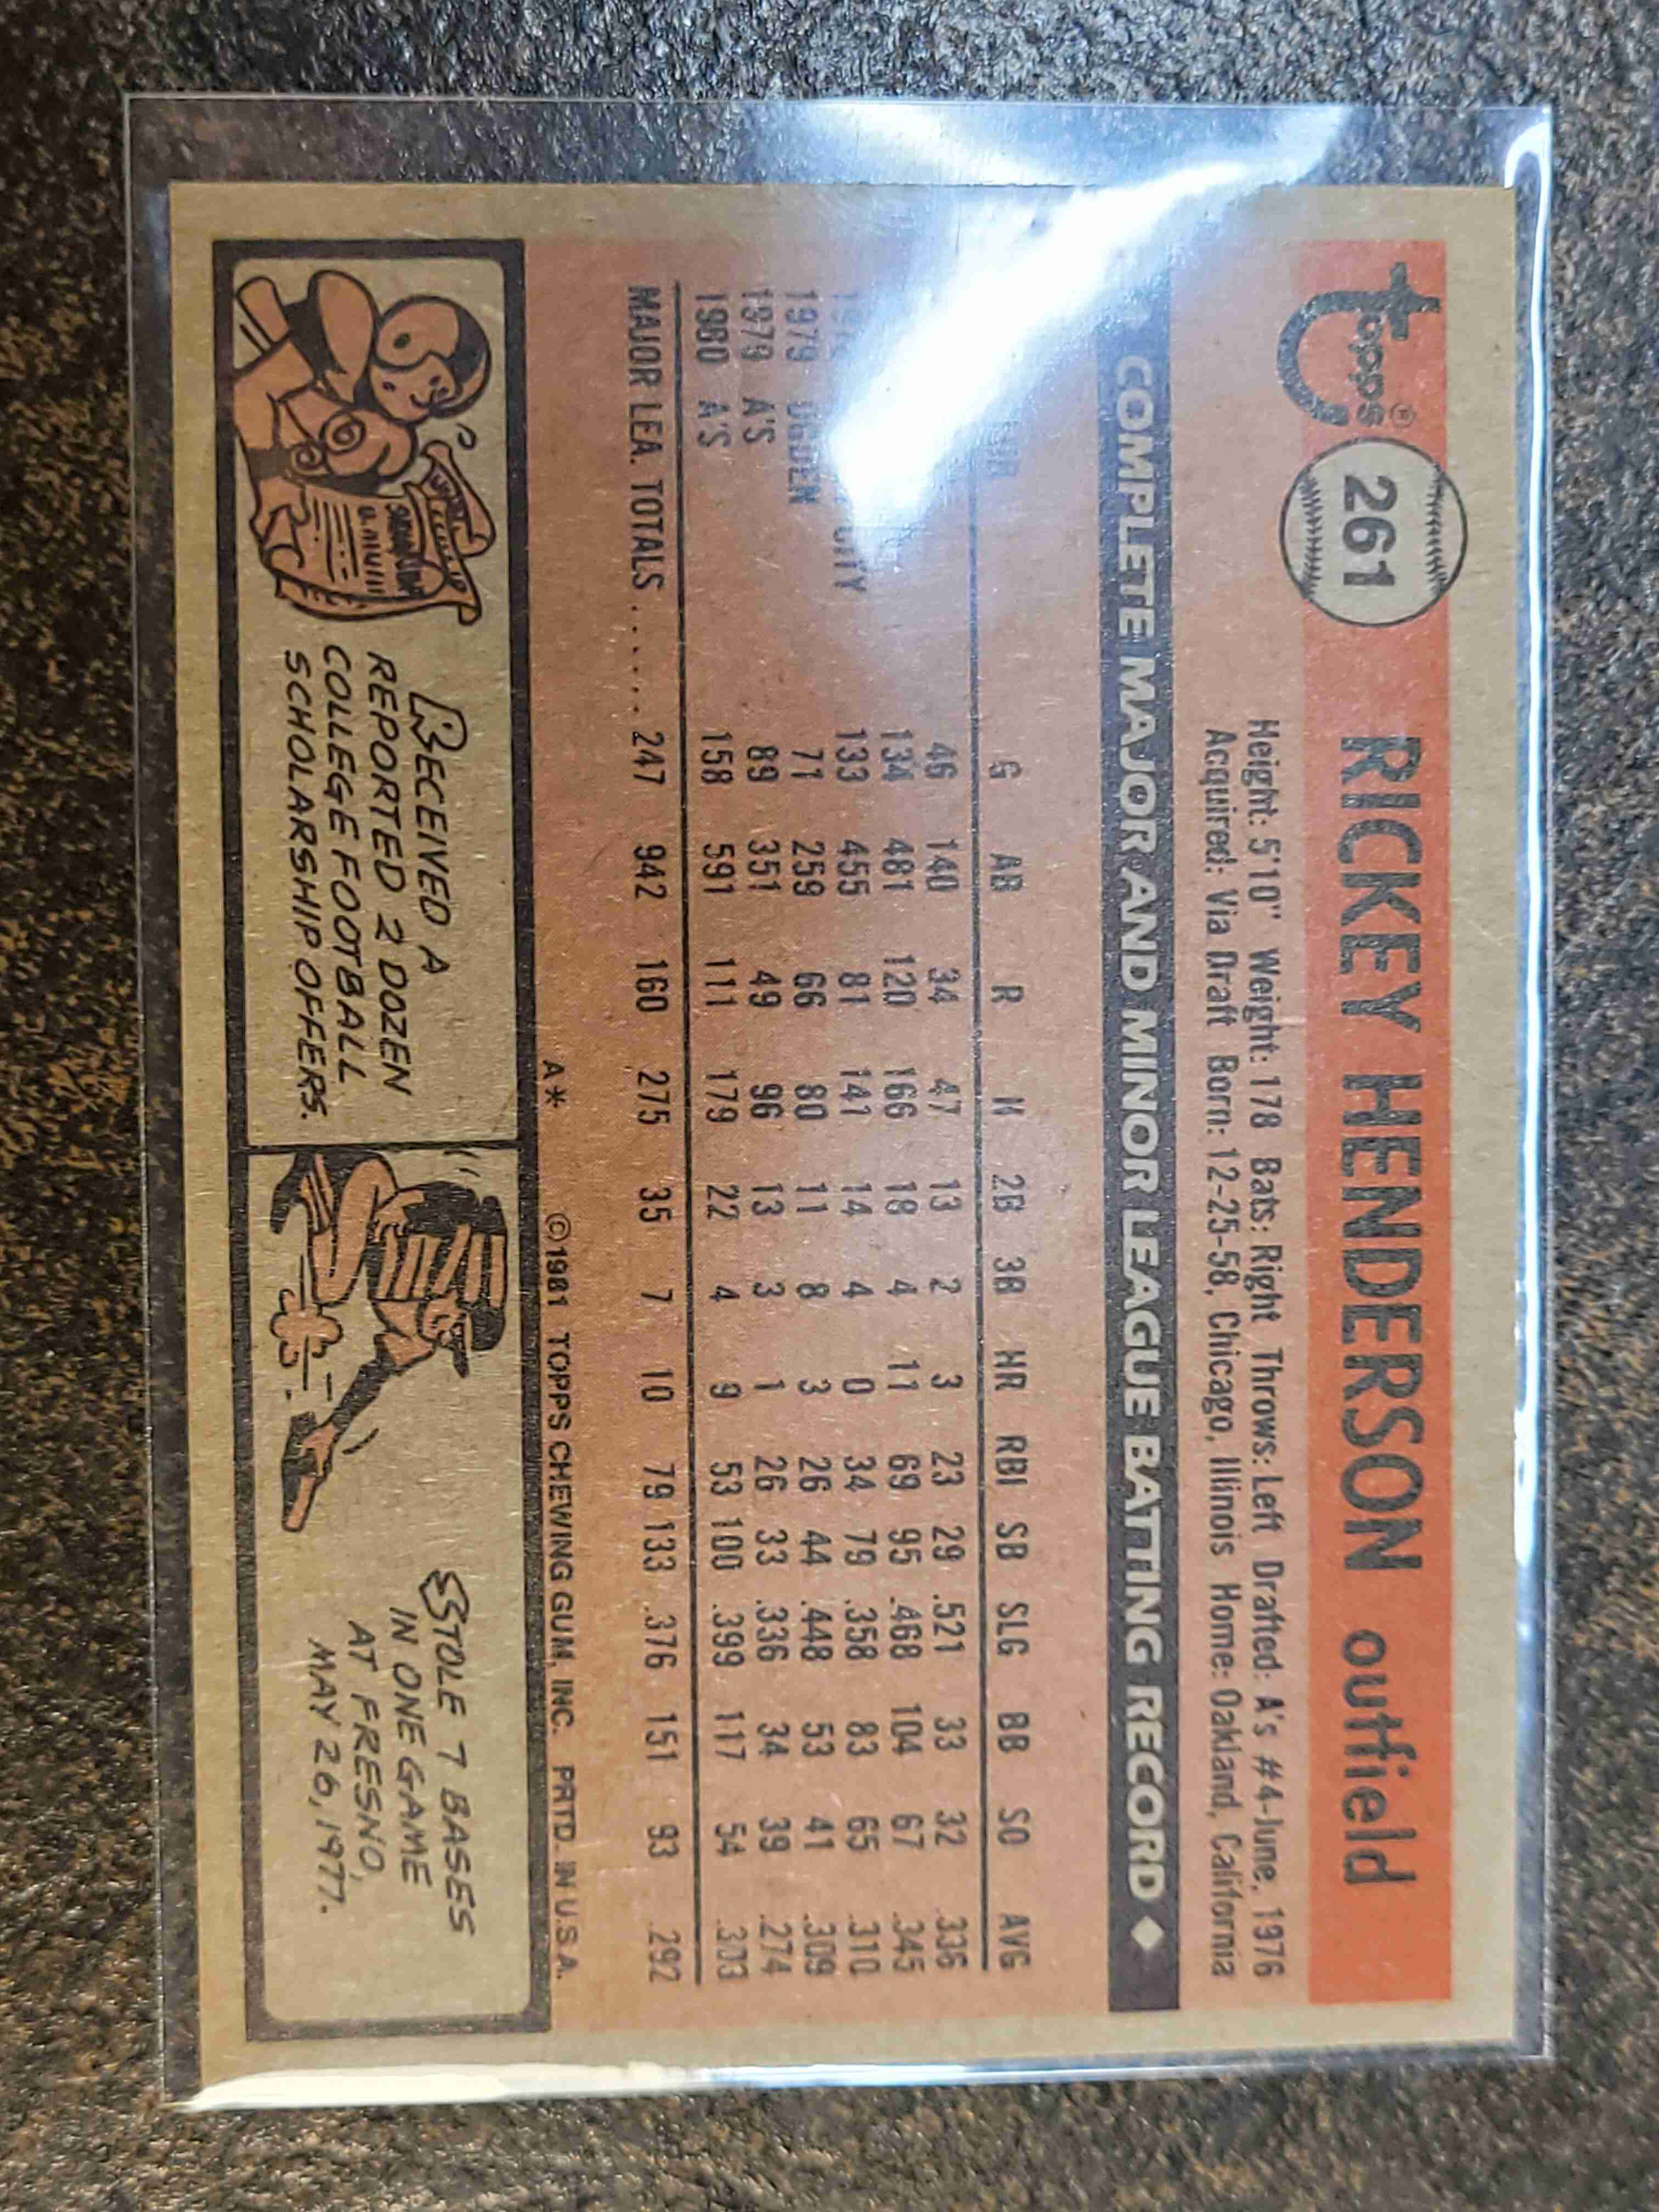 topps®
261
RICKEY HENDERSON outfield
Height: 5'10" Weight: 178 Bats: Right Throws: Left Drafted: A's #4-June, 1976
Acquired: Via Draft Born: 12-25-58, Chicago, Illinois Home: Oakland, California
COMPLETE MAJOR AND MINOR LEAGUE BATTING RECORD ◆
G AB R H 2B 3B HR RBI SB SLG BB SO AVG
46 140 34 47 13 2 3 23 29 .521 33 32 .336
134 481 120 166 18 4 11 69 95 .468 104 67 .345
133 455 81 141 14 4 0 34 79 .358 83 65 .310
1979 OGDEN 71 259 66 80 11 8 3 26 44 .448 53 41 .309
1979 A'S 89 351 49 96 13 3 1 26 33 .336 34 39 .274
1980 A'S 158 591 111 179 22 4 9 53 100 .399 117 54 .303
MAJOR LEA. TOTALS...... 247 942 160 275 35 7 10 79 133 .376 151 93 .292
A* ©1981 TOPPS CHEWING GUM, INC. PRTD. IN U.S.A.
RECEIVED A
REPORTED 2 DOZEN
COLLEGE FOOTBALL
SCHOLARSHIP OFFERS.
STOLE 7 BASES
IN ONE GAME
AT FRESNO,
MAY 26, 1977.